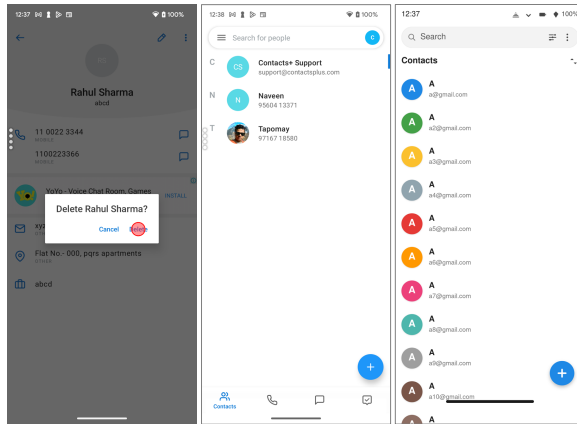 12:37
100%
Rahul Sharma
abcd
11 0022 3344
MOBILE
1100223366
MOBILE
YoYo - Voice Chat Room, Games
INSTALL
Delete Rahul Sharma?
Cancel
Delete
xyz
Flat No.- 000, pqrs apartments
abcd
12:38
100%
Search for people
C
C
CS
Contacts+ Support
support@contactsplus.com
N
N
Naveen
95604 13371
T
Tapomay
97167 18580
Contacts
12:37
100%
Search
Contacts
A
A
a@gmail.com
A
A
a2@gmail.com
A
A
a3@gmail.com
A
A
a4@gmail.com
A
A
a5@gmail.com
A
A
a6@gmail.com
A
A
a7@gmail.com
A
A
a8@gmail.com
A
A
a9@gmail.com
A
A
a10@gmail.com
A
A